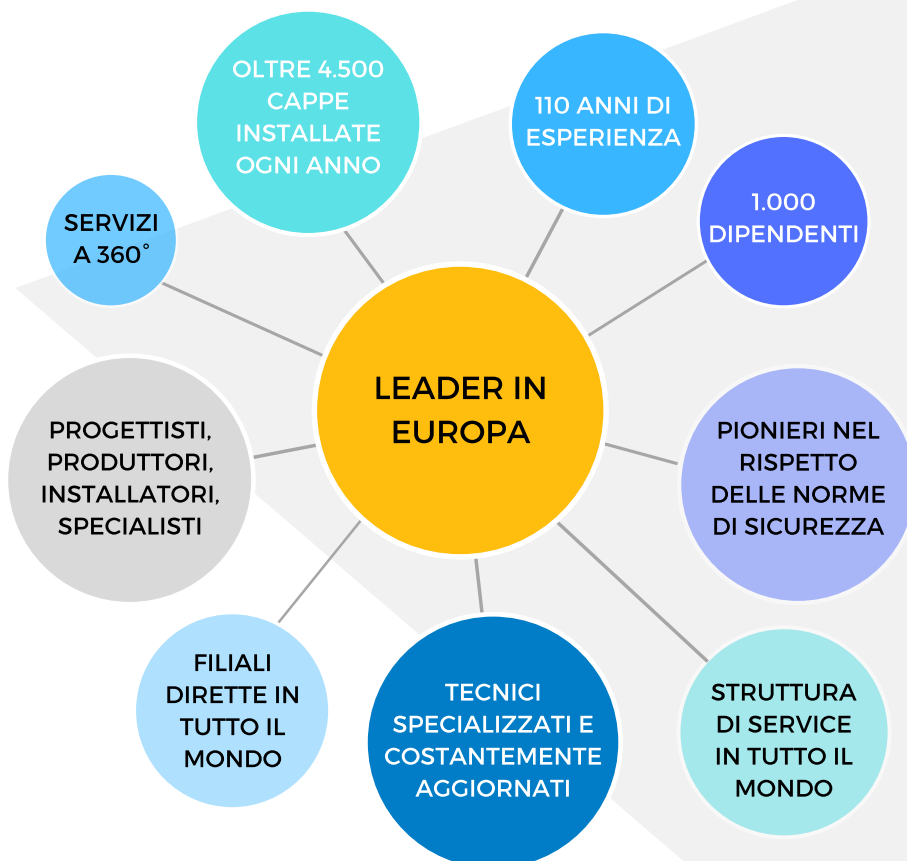 OLTRE 4.500
CAPPE
INSTALLATE
OGNI ANNO
110 ANNI DI
ESPERIENZA
1.000
DIPENDENTI
SERVIZI
A 360°
LEADER IN
EUROPA
PROGETTISTI,
PRODUTTORI,
INSTALLATORI,
SPECIALISTI
PIONIERI NEL
RISPETTO
DELLE NORME
DI SICUREZZA
FILIALI
DIRETTE IN
TUTTO IL
MONDO
TECNICI
SPECIALIZZATI E
COSTANTEMENTE
AGGIORNATI
STRUTTURA
DI SERVICE
IN TUTTO IL
MONDO